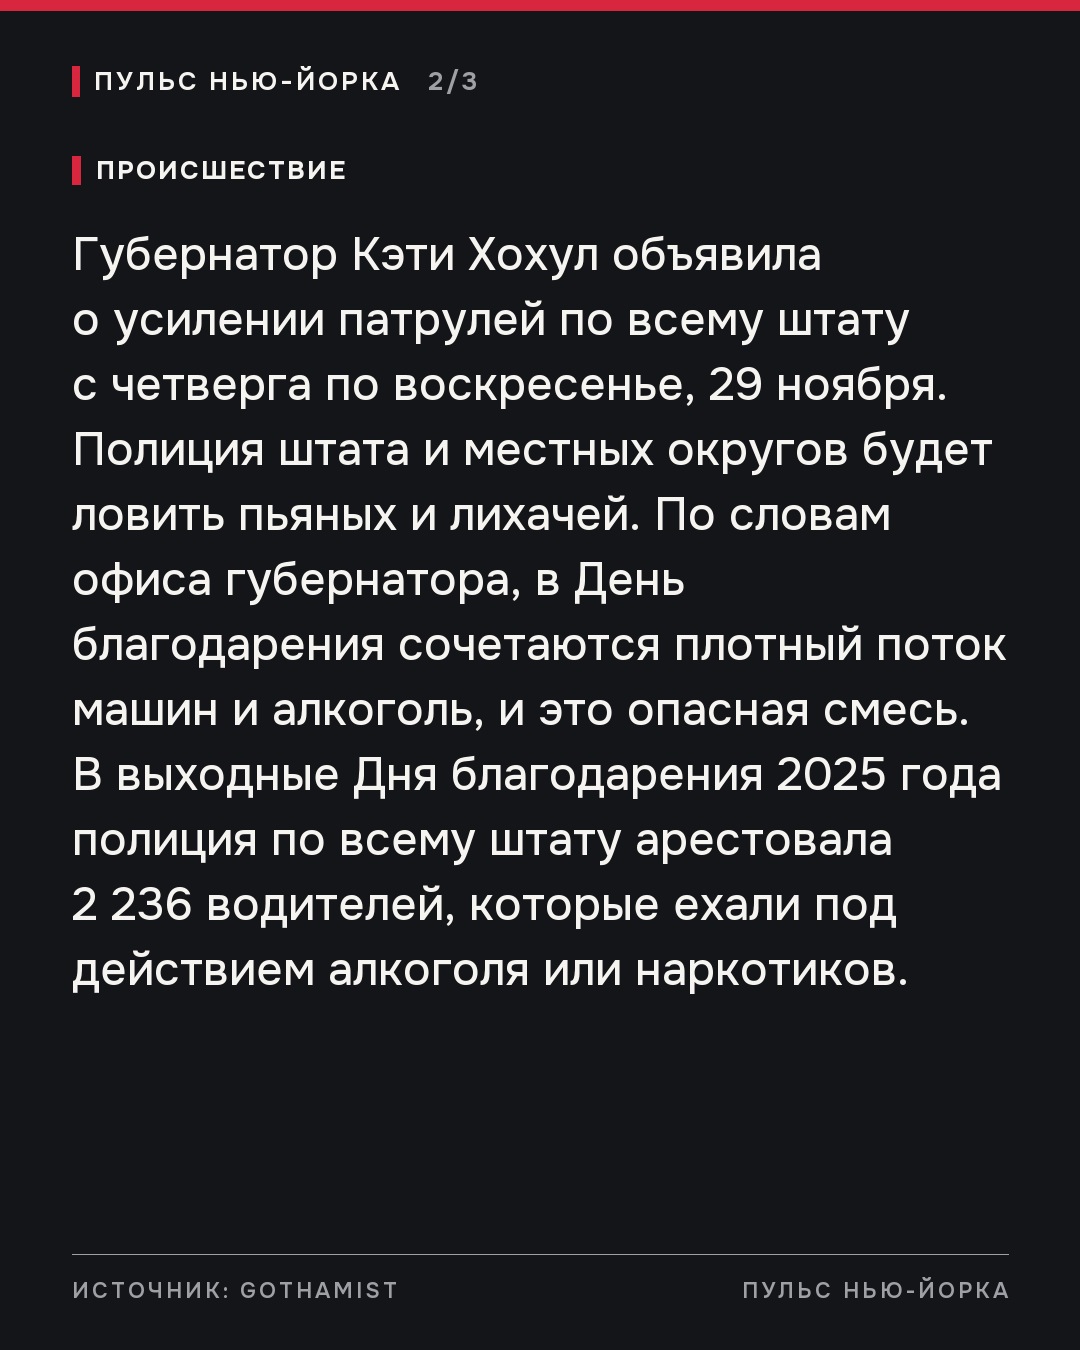 ПУЛЬС НЬЮ-ЙОРКА 2/3
ПРОИСШЕСТВИЕ
Губернатор Кэти Хохул объявила
о усилении патрулей по всему штату
с четверга по воскресенье, 29 ноября.
Полиция штата и местных округов будет
ловить пьяных и лихачей. По словам
офиса губернатора, в День
благодарения сочетаются плотный поток
машин и алкоголь, и это опасная смесь.
В выходные Дня благодарения 2025 года
полиция по всему штату арестовала
2 236 водителей, которые ехали под
действием алкоголя или наркотиков.
ИСТОЧНИК: GOTHAMIST
ПУЛЬС НЬЮ-ЙОРКА